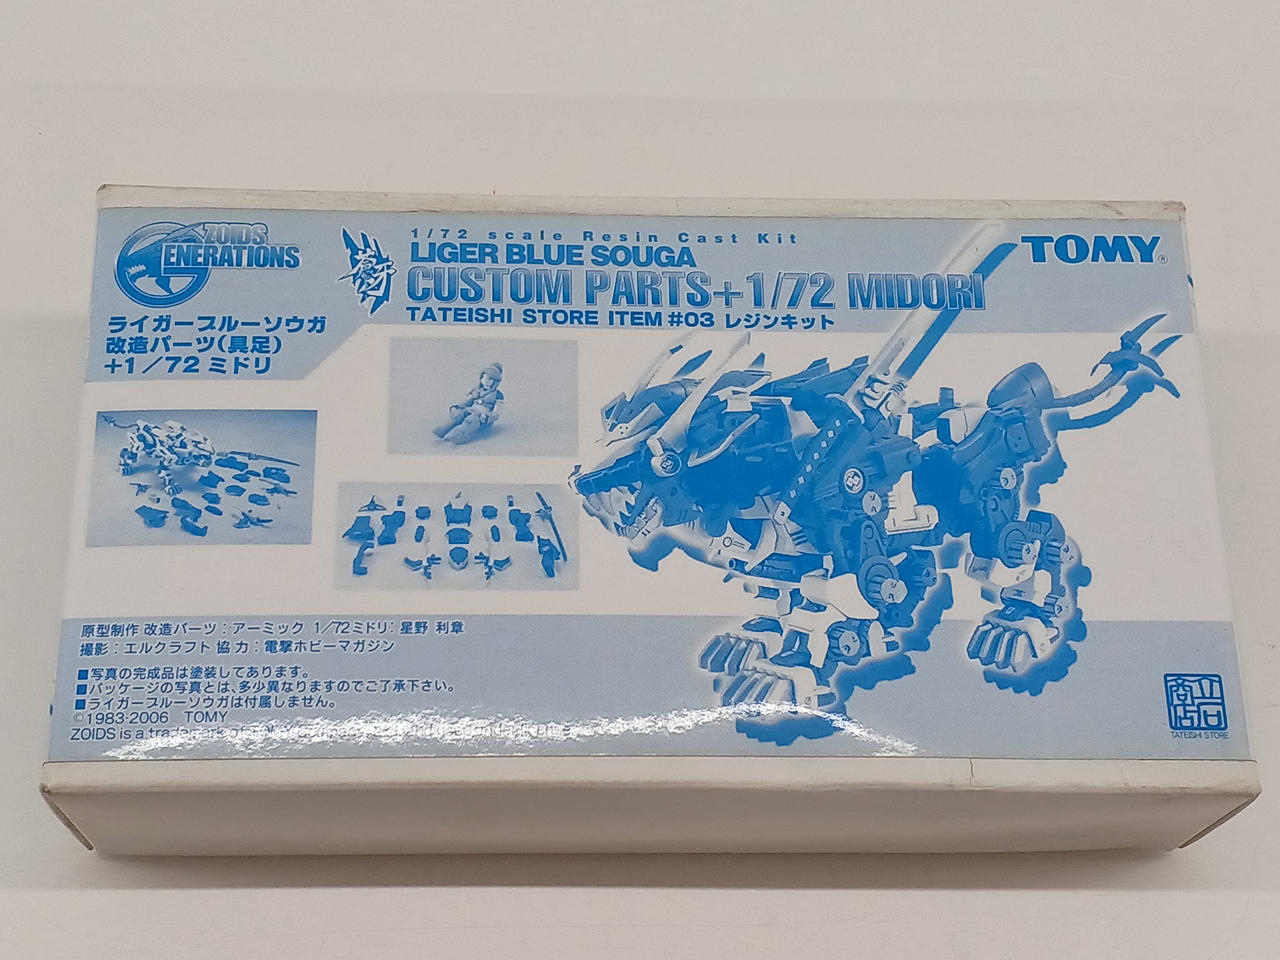 ZOIDS
GENERATIONS
ライガーブルーソウガ
改造パーツ(具足)
+1/72 ミドリ
蒼牙
1/72 scale Resin Cast Kit
LIGER BLUE SOUGA
CUSTOM PARTS+1/72 MIDORI
TATEISHI STORE ITEM #03 レジンキット
TOMY®
原型制作 改造パーツ:アーミック 1/72ミドリ:星野 利章
撮影:エルクラフト 協力:電撃ホビーマガジン
■写真の完成品は塗装してあります。
■パッケージの写真とは、多少異なりますのでご了承下さい。
■ライガーブルーソウガは付属しません。
©1983-2006 TOMY
ZOIDS is a trademark of
立石商店
TATEISHI STORE